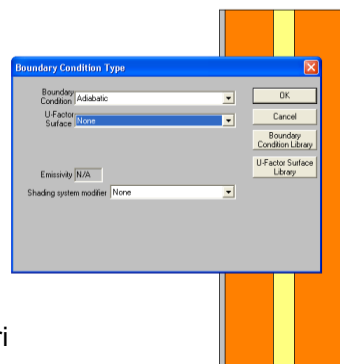 Boundary Condition Type
Boundary Condition Adiabatic
OK
U-Factor Surface None
Cancel
Boundary Condition Library
U-Factor Surface Library
Emissivity N/A
Shading system modifier None
ri